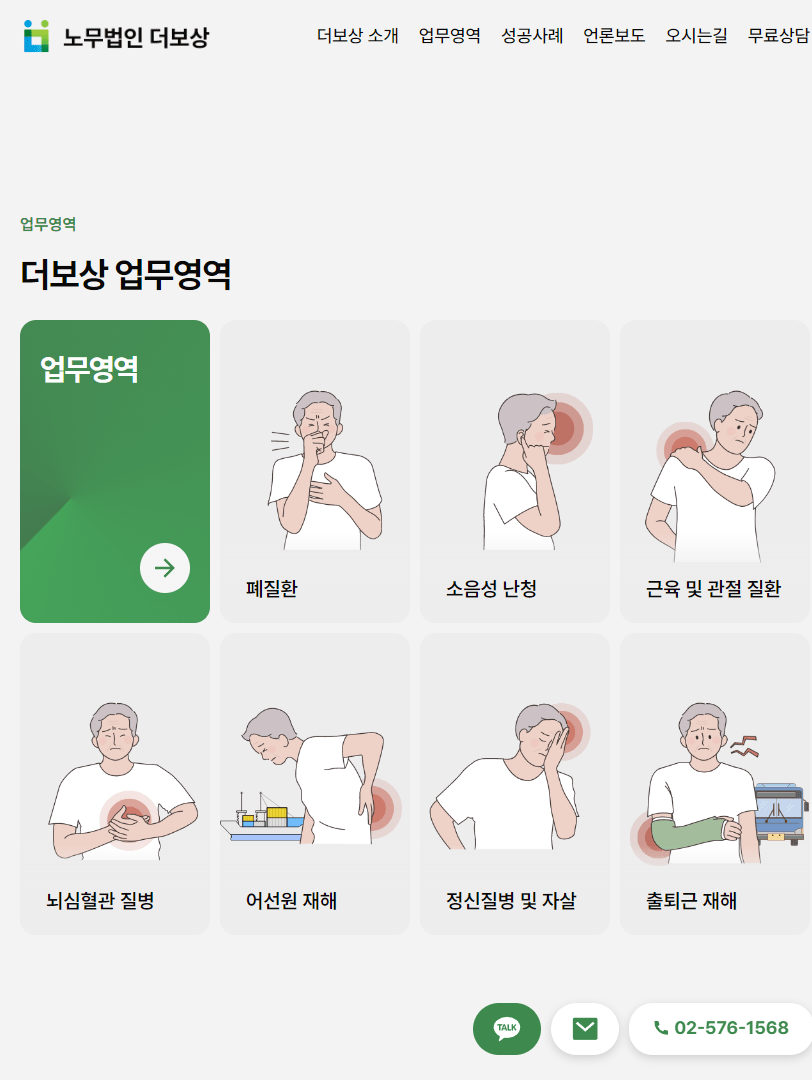 노무법인 더보상
더보상 소개 업무영역 성공사례 언론보도 오시는길 무료상담
업무영역
더보상 업무영역
업무영역
폐질환
소음성 난청
근육 및 관절 질환
뇌심혈관 질병
어선원 재해
정신질병 및 자살
출퇴근 재해
TALK
02-576-1568